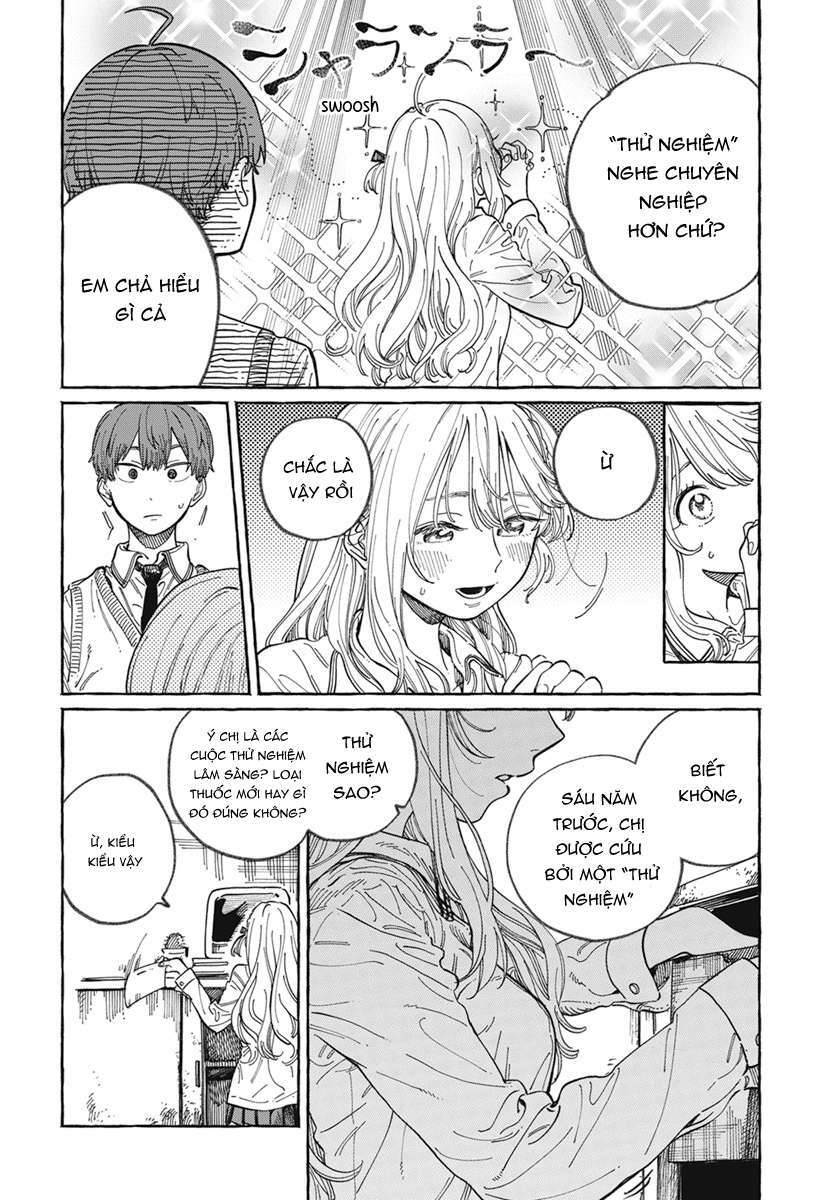 シャランラー
swoosh
“THỬ NGHIỆM”
NGHE CHUYÊN
NGHIỆP
HƠN CHỨ?
EM CHẢ HIỂU
GÌ CẢ
Ừ
CHẮC LÀ
VẬY RỒI
BIẾT
KHÔNG,
SÁU NĂM
TRƯỚC, CHỊ
ĐƯỢC CỨU
BỞI MỘT “THỬ
NGHIỆM”
THỬ
NGHIỆM
SAO?
Ý CHỊ LÀ CÁC
CUỘC THỬ NGHIỆM
LÂM SÀNG? LOẠI
THUỐC MỚI HAY GÌ
ĐÓ ĐÚNG KHÔNG?
Ừ, KIỂU
KIỂU VẬY